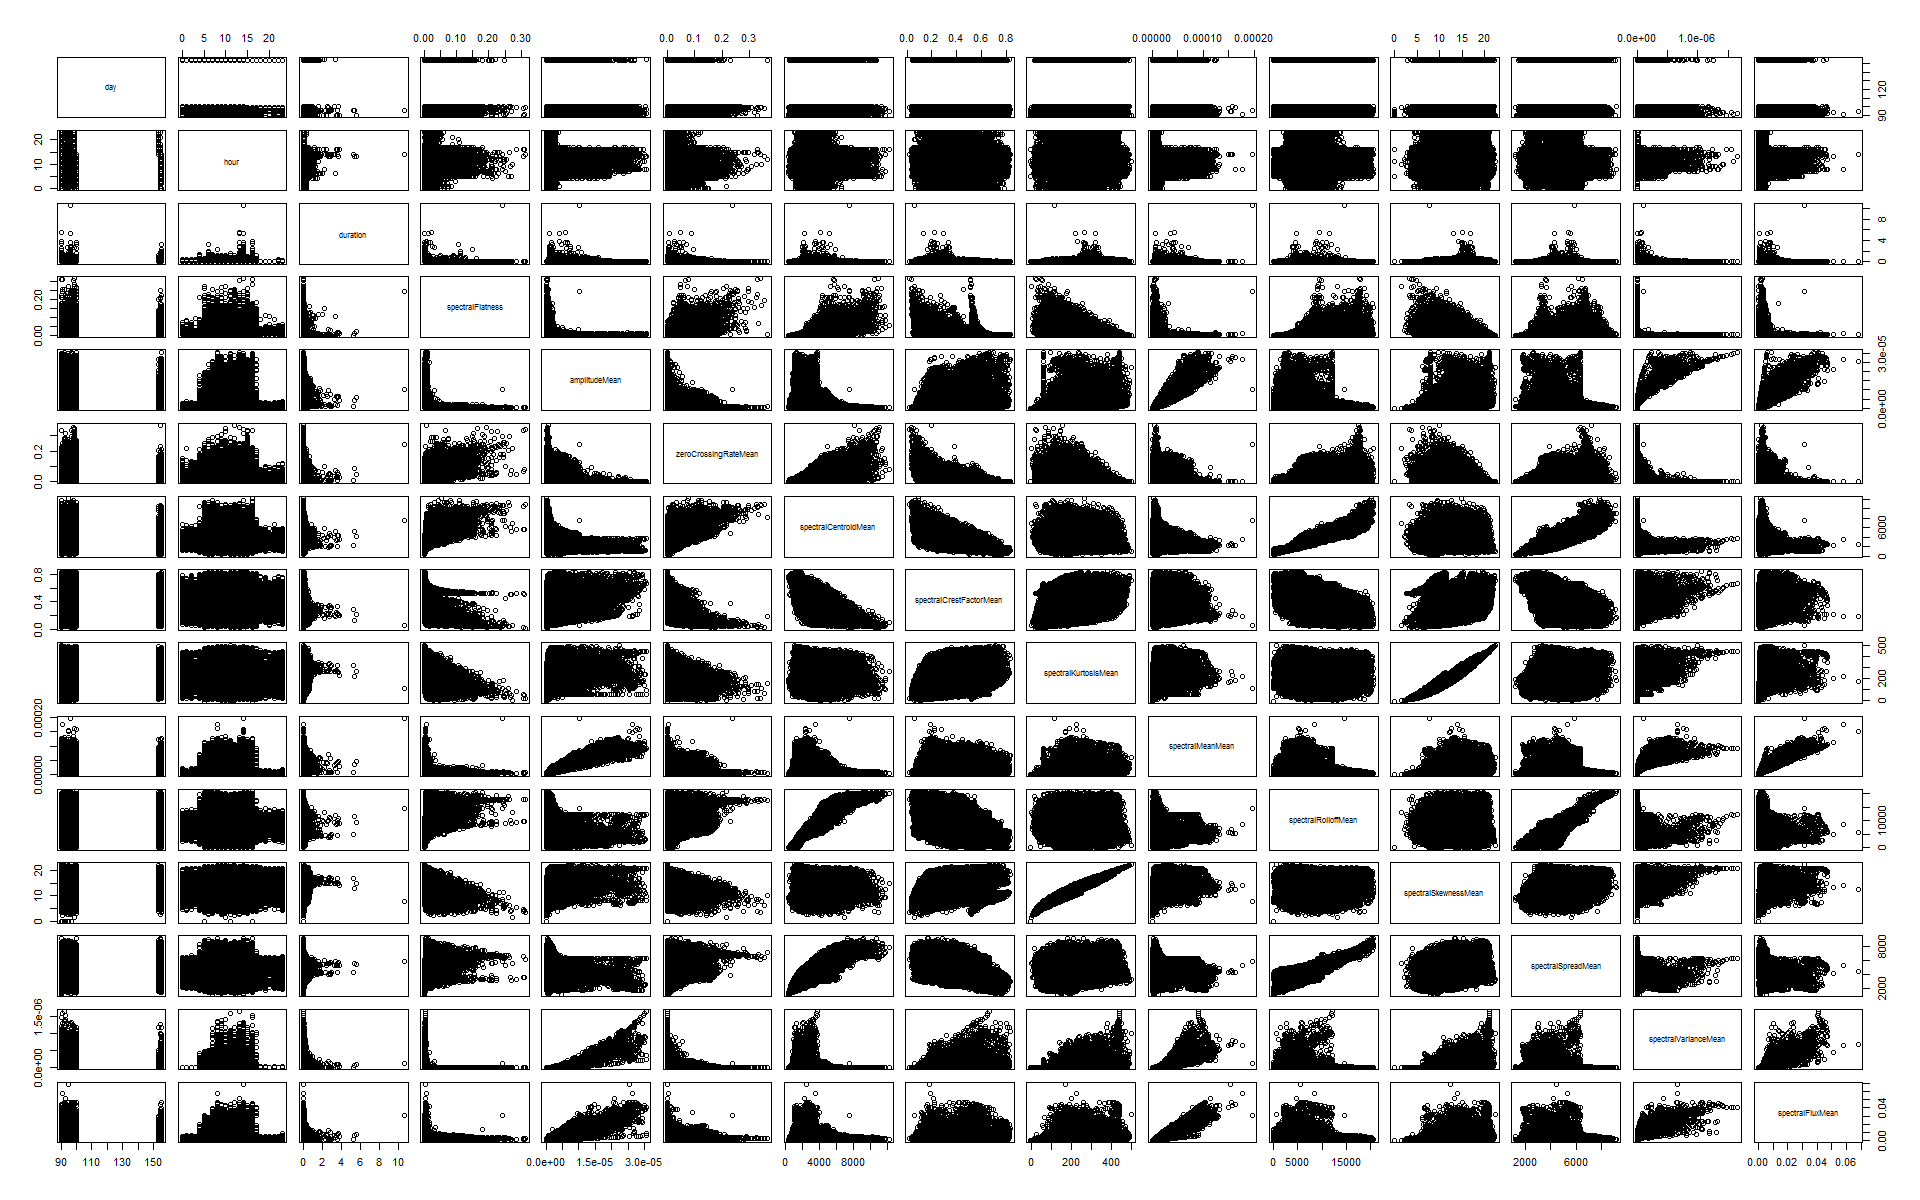 0 5 10 15 20 0.00 0.10 0.20 0.30 0.0 0.1 0.2 0.3 0.0 0.2 0.4 0.6 0.8 0.00000 0.00010 0.00020 0 5 10 15 20 0.0e+00 1.0e-06
day 90 120
0 10 20 hour
duration 0 4 8
0.00 0.20 spectralFlatness
amplitudeMean 0.0e+00 3.0e-05
0.0 0.2 zeroCrossingRateMean
spectralCentroidMean 0 6000
0.0 0.4 0.8 spectralCrestFactorMean
spectralKurtosisMean 0 200 500
0.00000 0.00020 spectralMeanMean
spectralRolloffMean 0 10000
0 10 20 spectralSkewnessMean
spectralSpreadMean 2000 8000
0.0e+00 1.5e-06 spectralVarianceMean
spectralFluxMean 0.00 0.04
90 110 130 150 0 2 4 6 8 10 0.0e+00 1.5e-05 3.0e-05 0 4000 8000 0 200 400 0 5000 15000 2000 6000 0.00 0.02 0.04 0.06